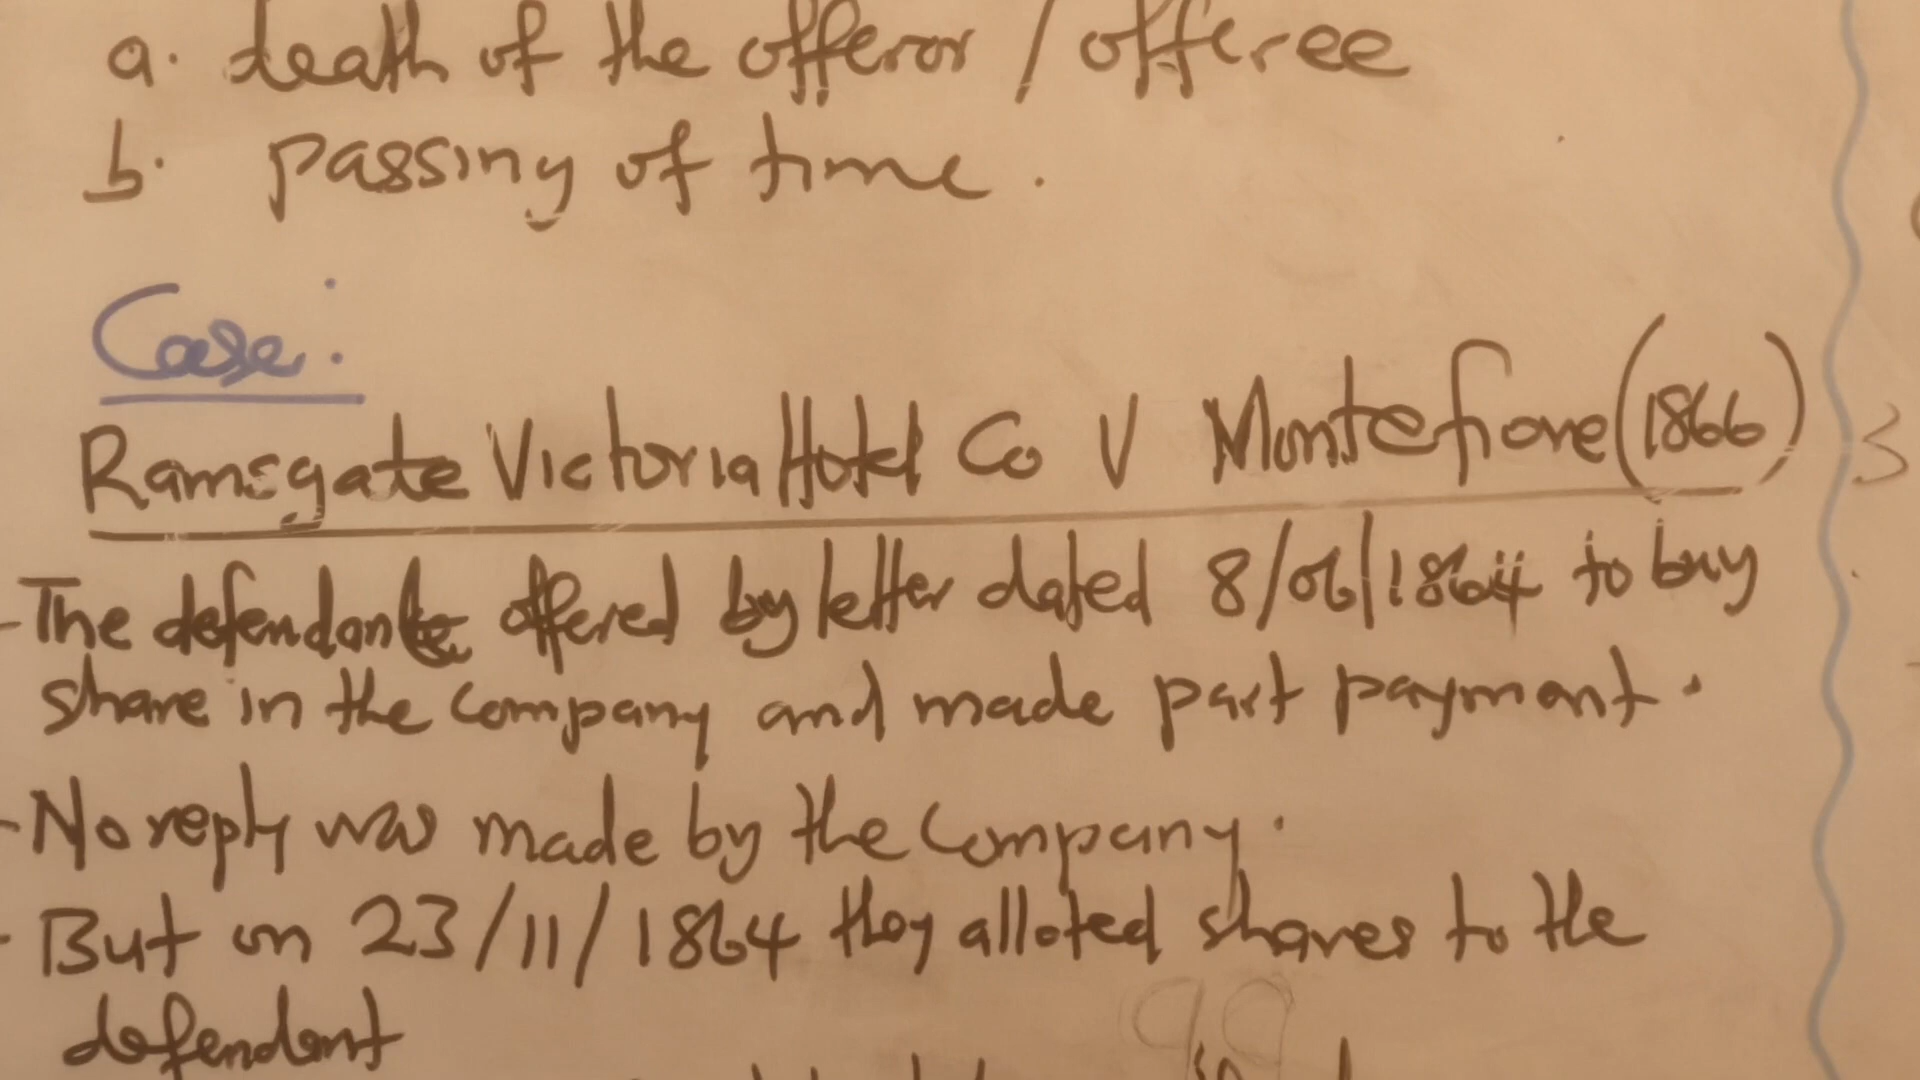 a. death of the offeror / offeree
b. passing of time.
Case:
Ramsgate Victoria Hotel Co V Montefiore (1866)
- The defendant offered by letter dated 8/06/1864 to buy
share in the company and made part payment.
- No reply was made by the company.
- But on 23/11/1864 they alloted shares to the
defendant